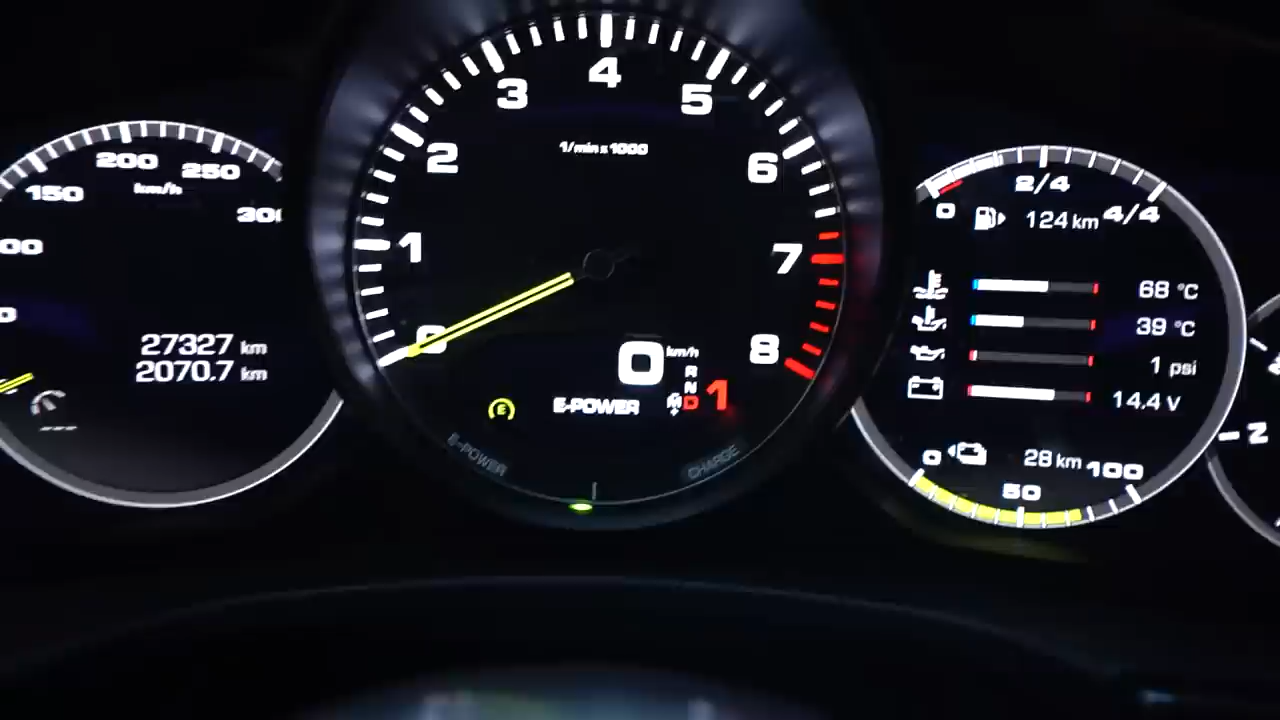 150
200
250
km/h
27327 km
2070.7 km
0
1
2
3
4
5
6
7
8
1/min x 1000
0 km/h
R
N
D
M
1
E
E-POWER
E-POWER
CHARGE
0
2/4
4/4
124 km
68 °C
39 °C
1 psi
14.4 V
28 km
0
50
100